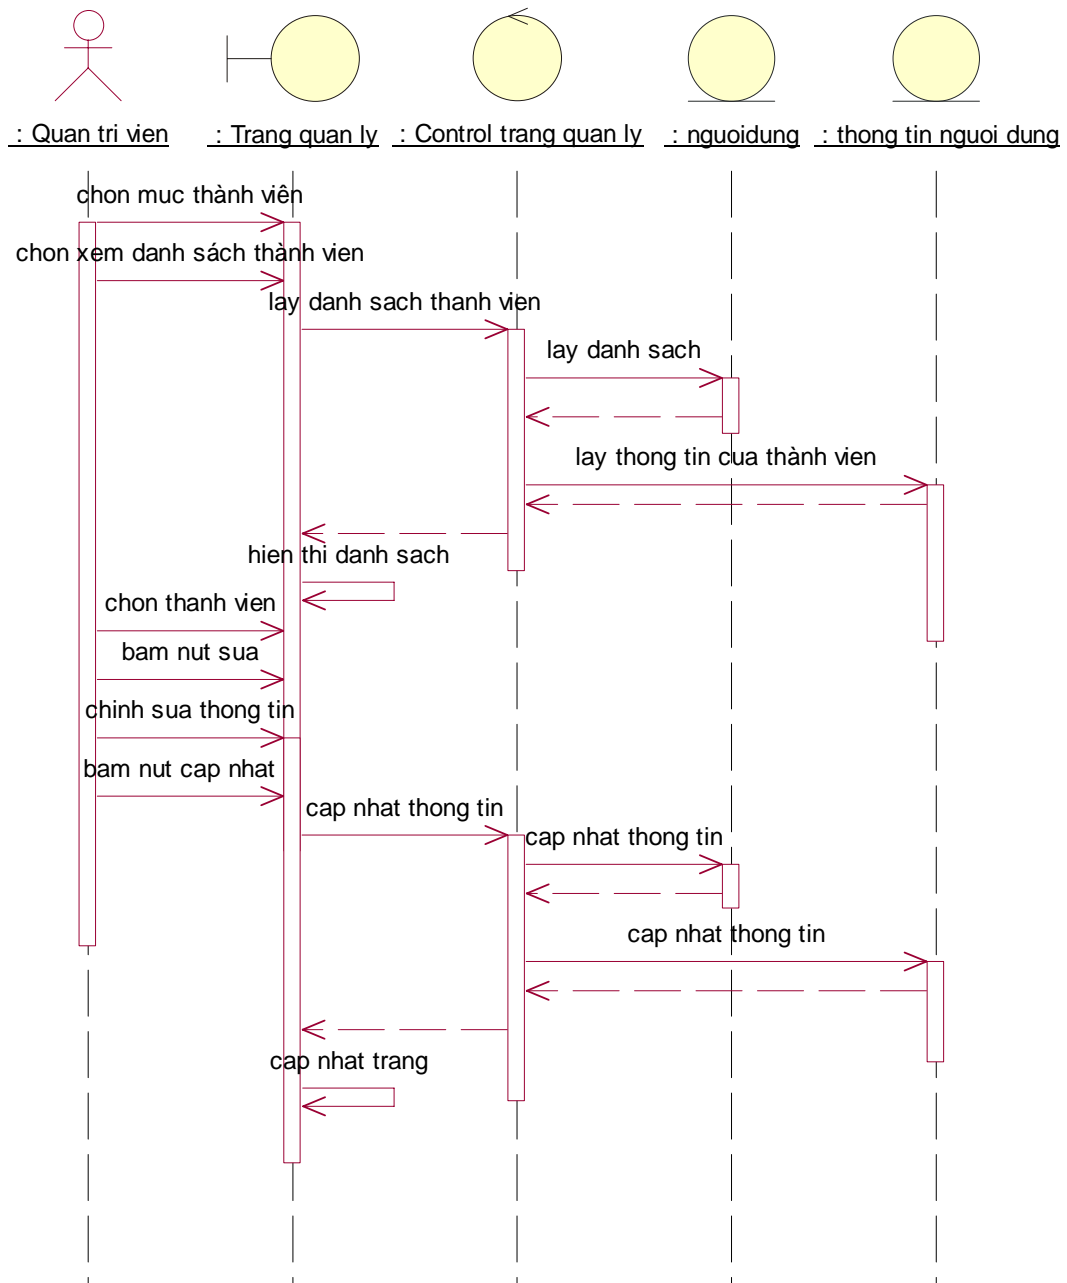 : Quan tri vien
: Trang quan ly
: Control trang quan ly
: nguoidung
: thong tin nguoi dung
chon muc thành viên
chon xem danh sách thành vien
lay danh sach thanh vien
lay danh sach
lay thong tin cua thành vien
hien thi danh sach
chon thanh vien
bam nut sua
chinh sua thong tin
bam nut cap nhat
cap nhat thong tin
cap nhat thong tin
cap nhat thong tin
cap nhat trang